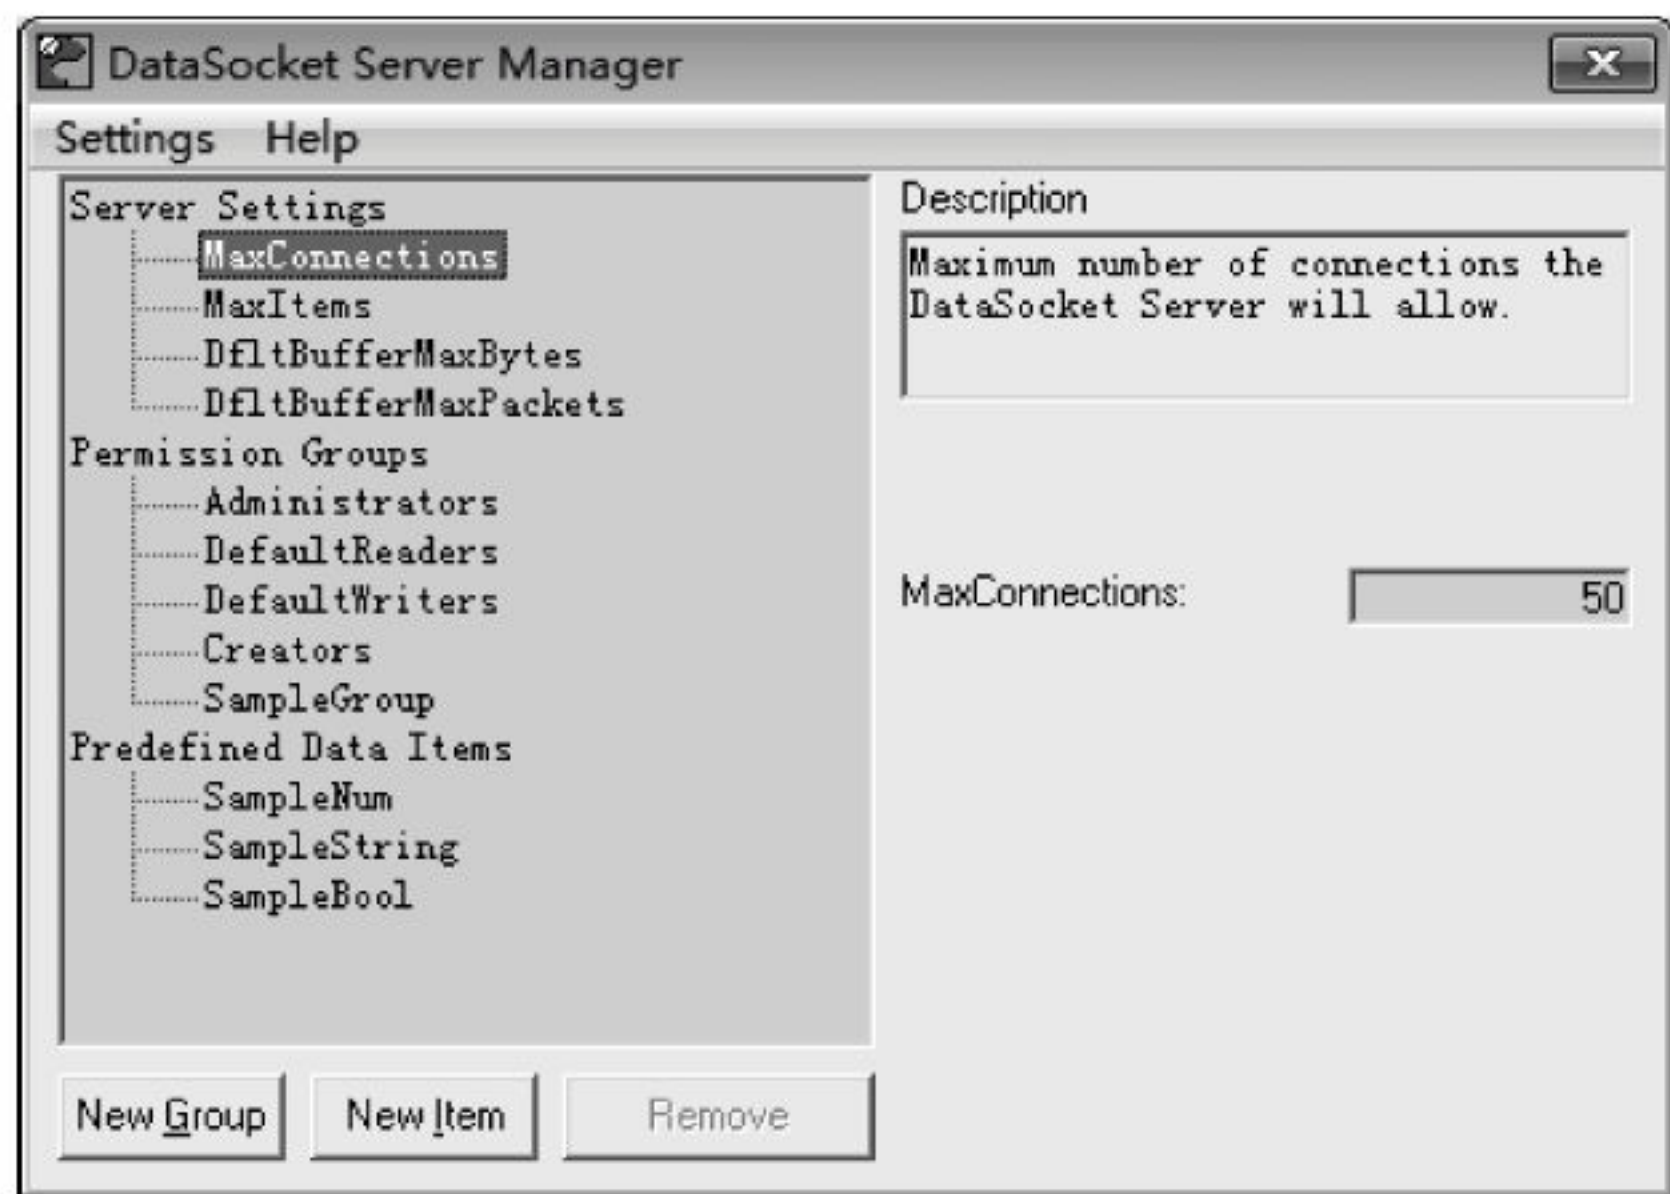 DataSocket Server Manager
Settings Help
Server Settings
MaxConnections
MaxItems
DfltBufferMaxBytes
DfltBufferMaxPackets
Permission Groups
Administrators
DefaultReaders
DefaultWriters
Creators
SampleGroup
Predefined Data Items
SampleNum
SampleString
SampleBool
New Group New Item Remove
Description
Maximum number of connections the
DataSocket Server will allow.
MaxConnections: 50